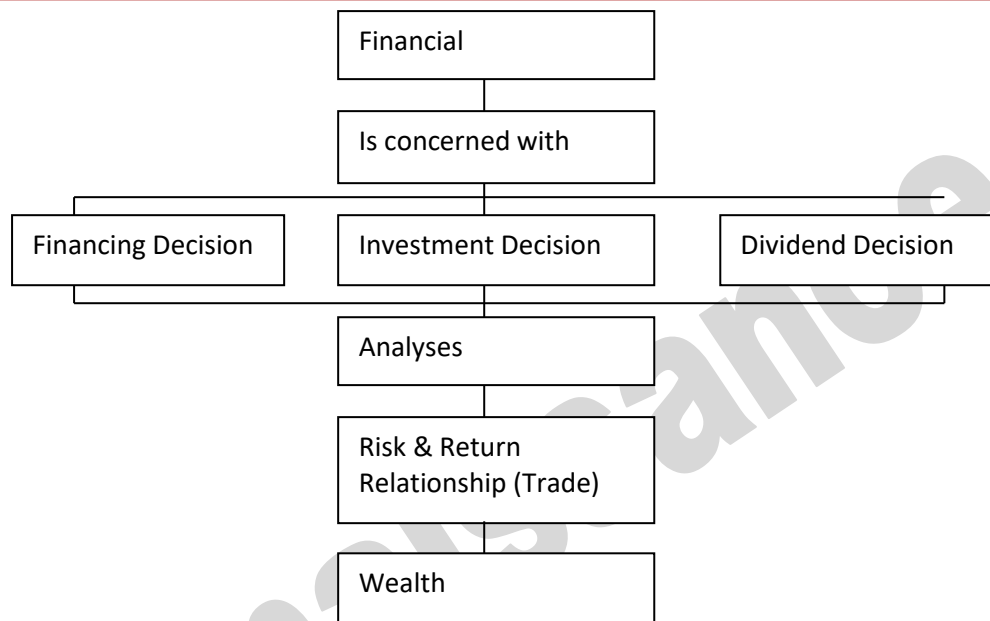 Financial
Is concerned with
Financing Decision
Investment Decision
Dividend Decision
Analyses
Risk & Return
Relationship (Trade)
Wealth